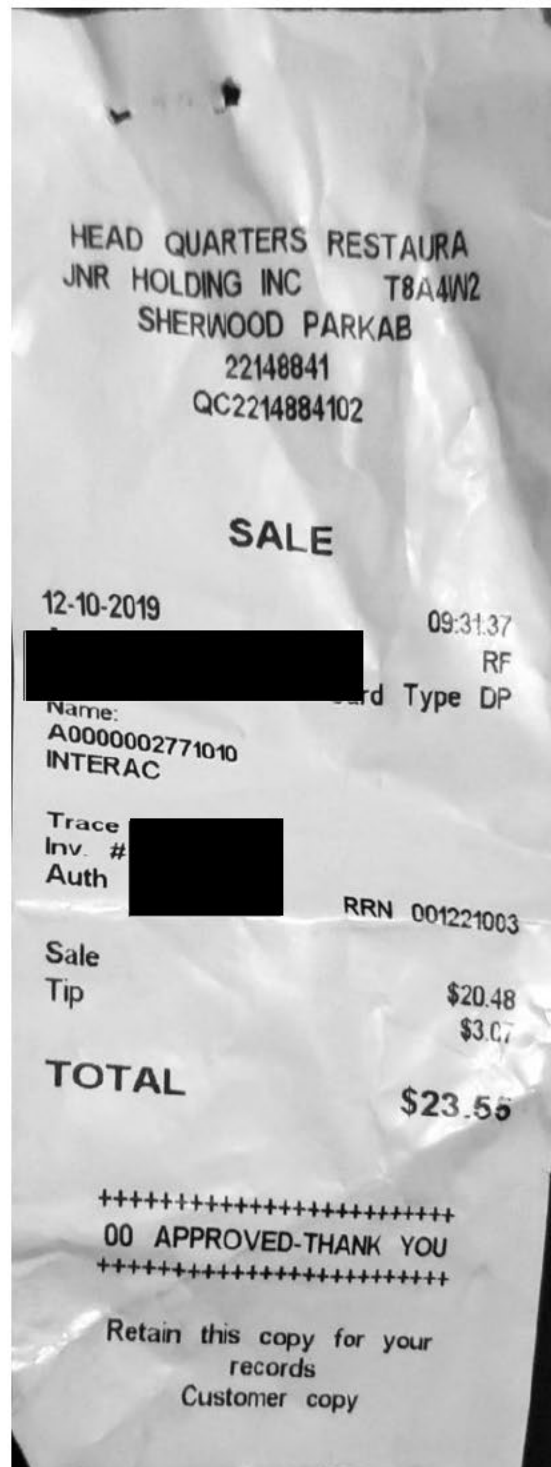 HEAD QUARTERS RESTAURA
JNR HOLDING INC T8A4W2
SHERWOOD PARKAB
22148841
QC2214884102
SALE
12-10-2019 09:31:37
RF
Type DP
Name:
A0000002771010
INTERAC
Trace
Inv. #
Auth
RRN 001221003
Sale $20.48
Tip $3.07
TOTAL $23.55
++++++++++++++++++++++++
00 APPROVED-THANK YOU
++++++++++++++++++++++++
Retain this copy for your
records
Customer copy